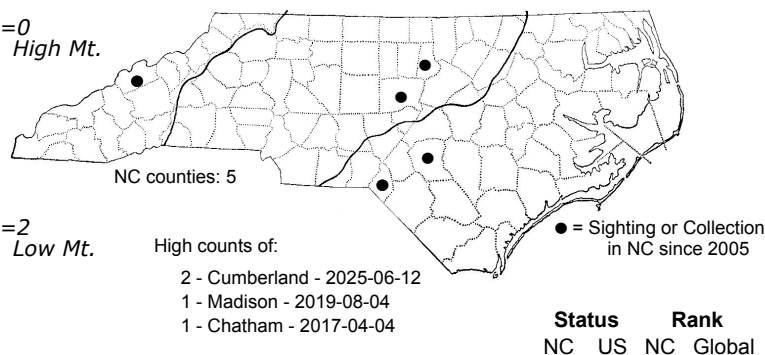 =0
High Mt.
NC counties: 5
=2
Low Mt.
High counts of:
2 - Cumberland - 2025-06-12
1 - Madison - 2019-08-04
1 - Chatham - 2017-04-04
● = Sighting or Collection
in NC since 2005
Status Rank
NC US NC Global